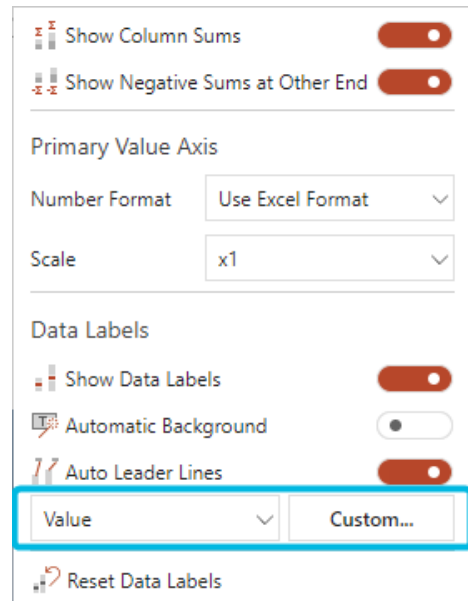 Show Column Sums
Show Negative Sums at Other End
Primary Value Axis
Number Format Use Excel Format
Scale x1
Data Labels
Show Data Labels
Automatic Background
Auto Leader Lines
Value Custom...
Reset Data Labels